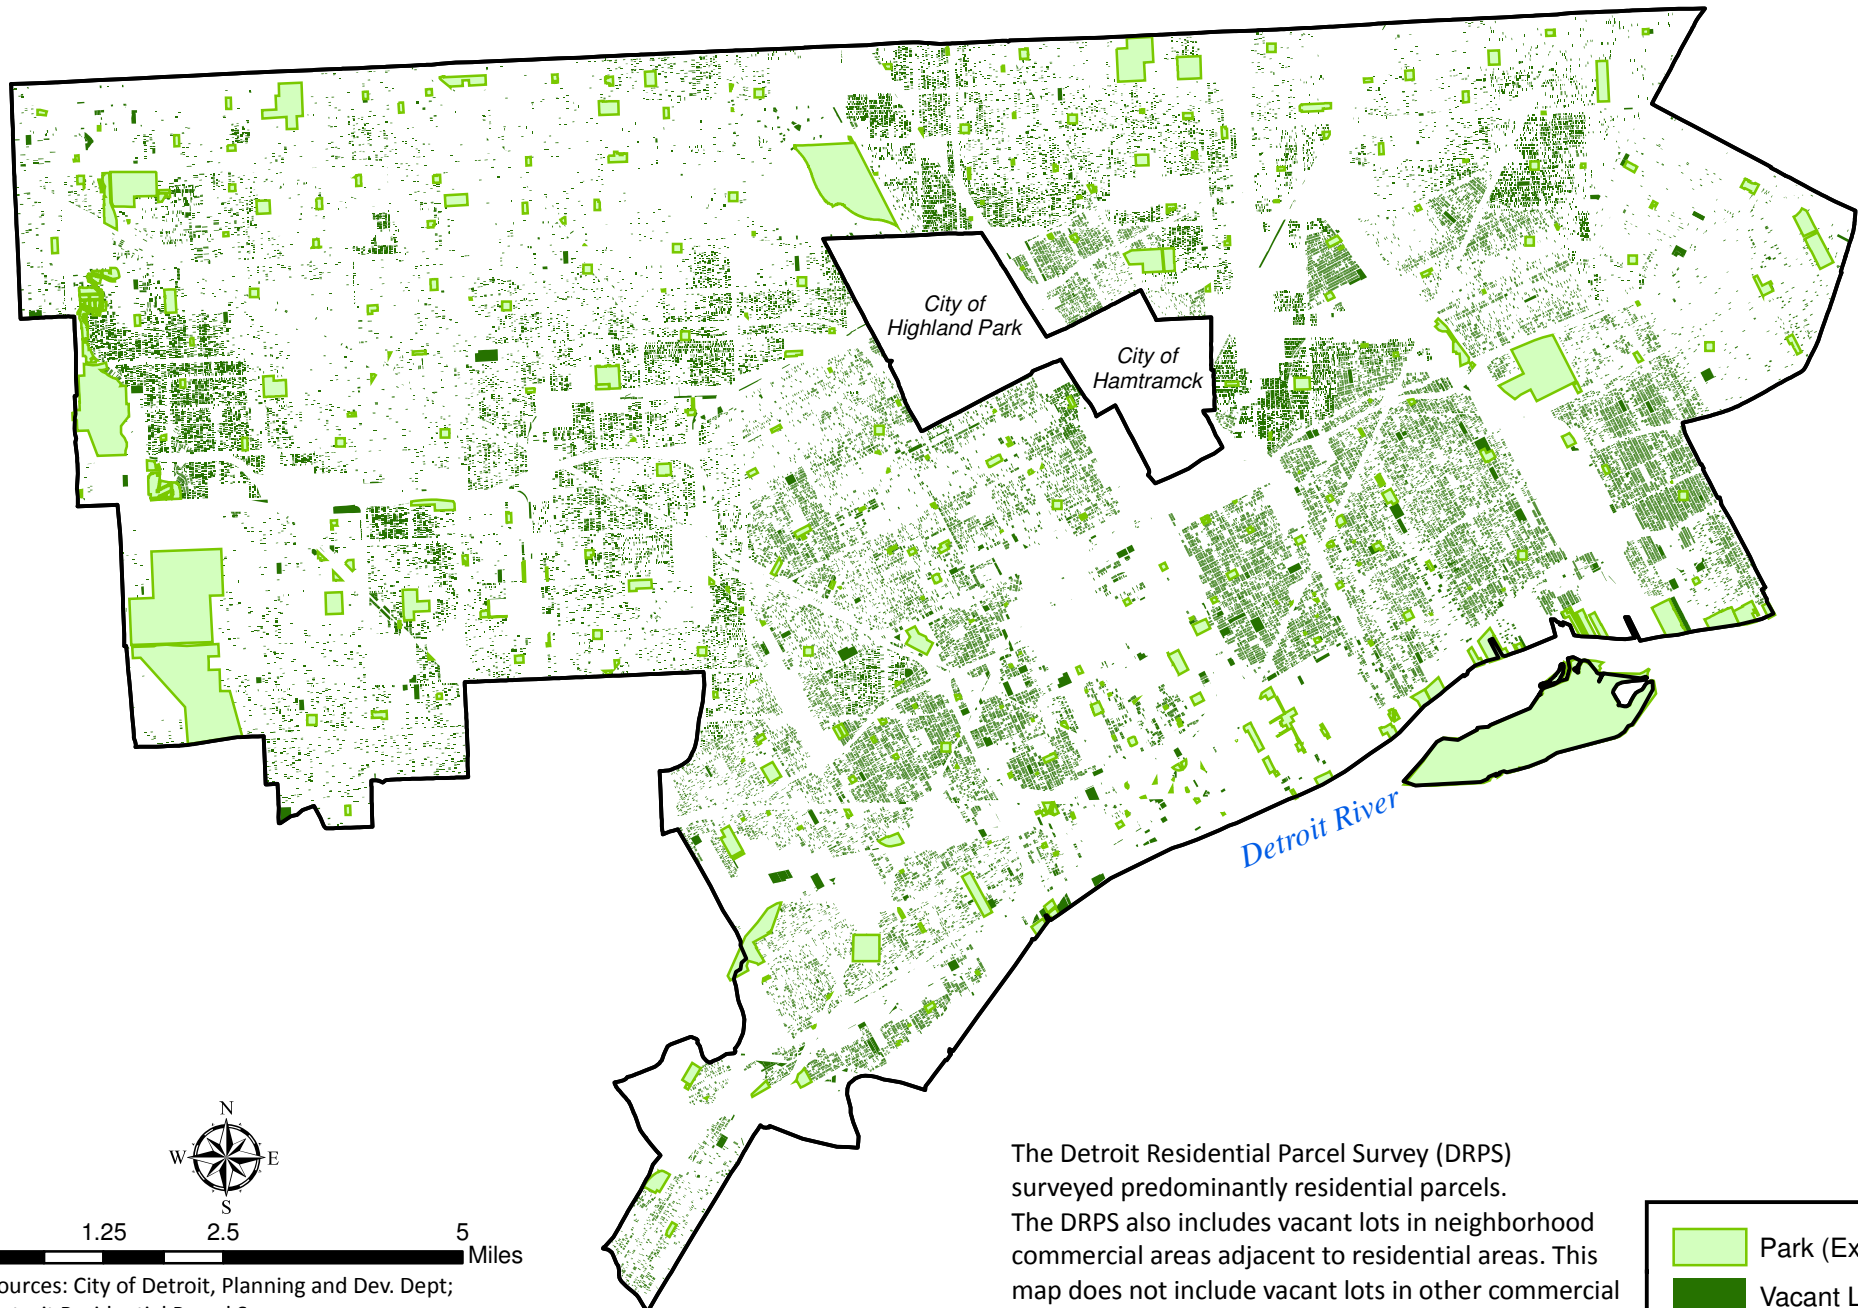 City of
Highland Park
City of
Hamtramck
Detroit River
N
W E
S
1.25 2.5 5
Miles
ources: City of Detroit, Planning and Dev. Dept;
The Detroit Residential Parcel Survey (DRPS)
surveyed predominantly residential parcels.
The DRPS also includes vacant lots in neighborhood
commercial areas adjacent to residential areas. This
map does not include vacant lots in other commercial
Park (Ex
Vacant L